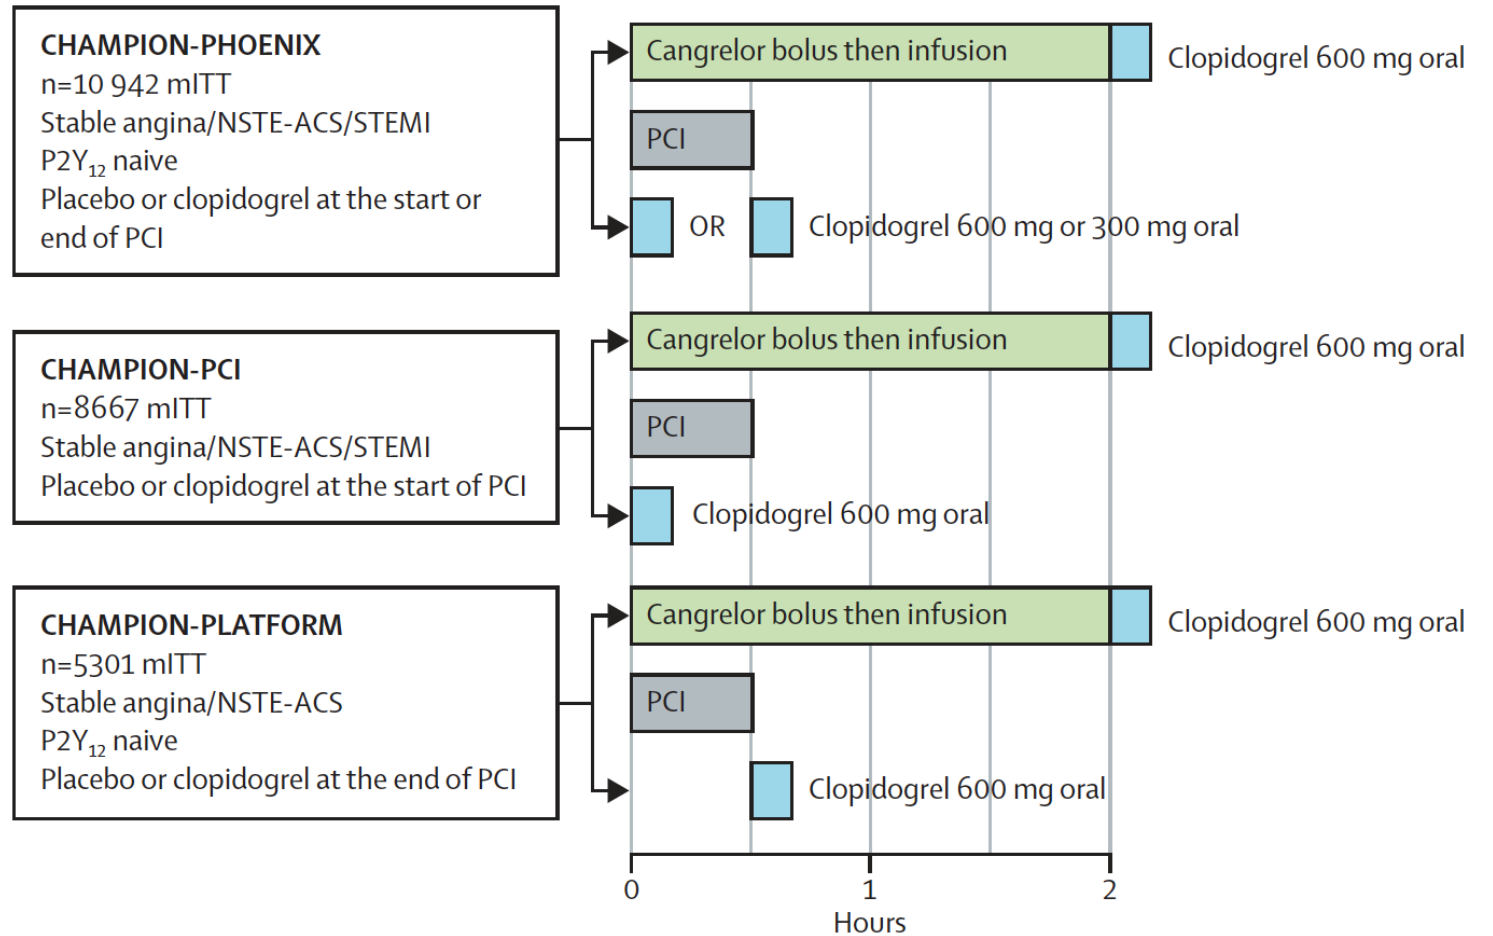 CHAMPION-PHOENIX
n=10 942 mITT
Stable angina/NSTE-ACS/STEMI
P2Y₁₂ naive
Placebo or clopidogrel at the start or
end of PCI
Cangrelor bolus then infusion
Clopidogrel 600 mg oral
PCI
OR
Clopidogrel 600 mg or 300 mg oral
CHAMPION-PCI
n=8667 mITT
Stable angina/NSTE-ACS/STEMI
Placebo or clopidogrel at the start of PCI
Cangrelor bolus then infusion
Clopidogrel 600 mg oral
PCI
Clopidogrel 600 mg oral
CHAMPION-PLATFORM
n=5301 mITT
Stable angina/NSTE-ACS
P2Y₁₂ naive
Placebo or clopidogrel at the end of PCI
Cangrelor bolus then infusion
Clopidogrel 600 mg oral
PCI
Clopidogrel 600 mg oral
0 1 2
Hours